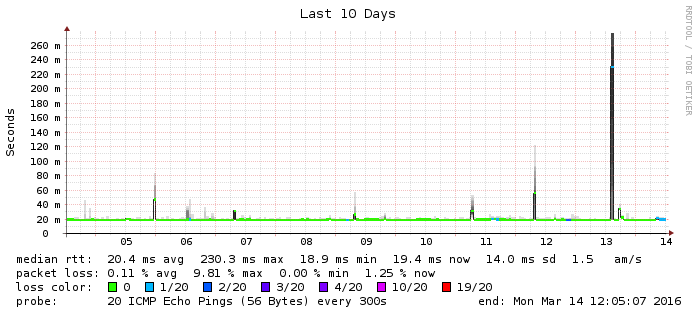 Last 10 Days
RRDTOOL / TOBI OETIKER
Seconds
260 m
240 m
220 m
200 m
180 m
160 m
140 m
120 m
100 m
80 m
60 m
40 m
20 m
0
05 06 07 08 09 10 11 12 13 14
median rtt: 20.4 ms avg 230.3 ms max 18.9 ms min 19.4 ms now 14.0 ms sd 1.5 am/s
packet loss: 0.11 % avg 9.81 % max 0.00 % min 1.25 % now
loss color: 0 1/20 2/20 3/20 4/20 10/20 19/20
probe: 20 ICMP Echo Pings (56 Bytes) every 300s end: Mon Mar 14 12:05:07 2016